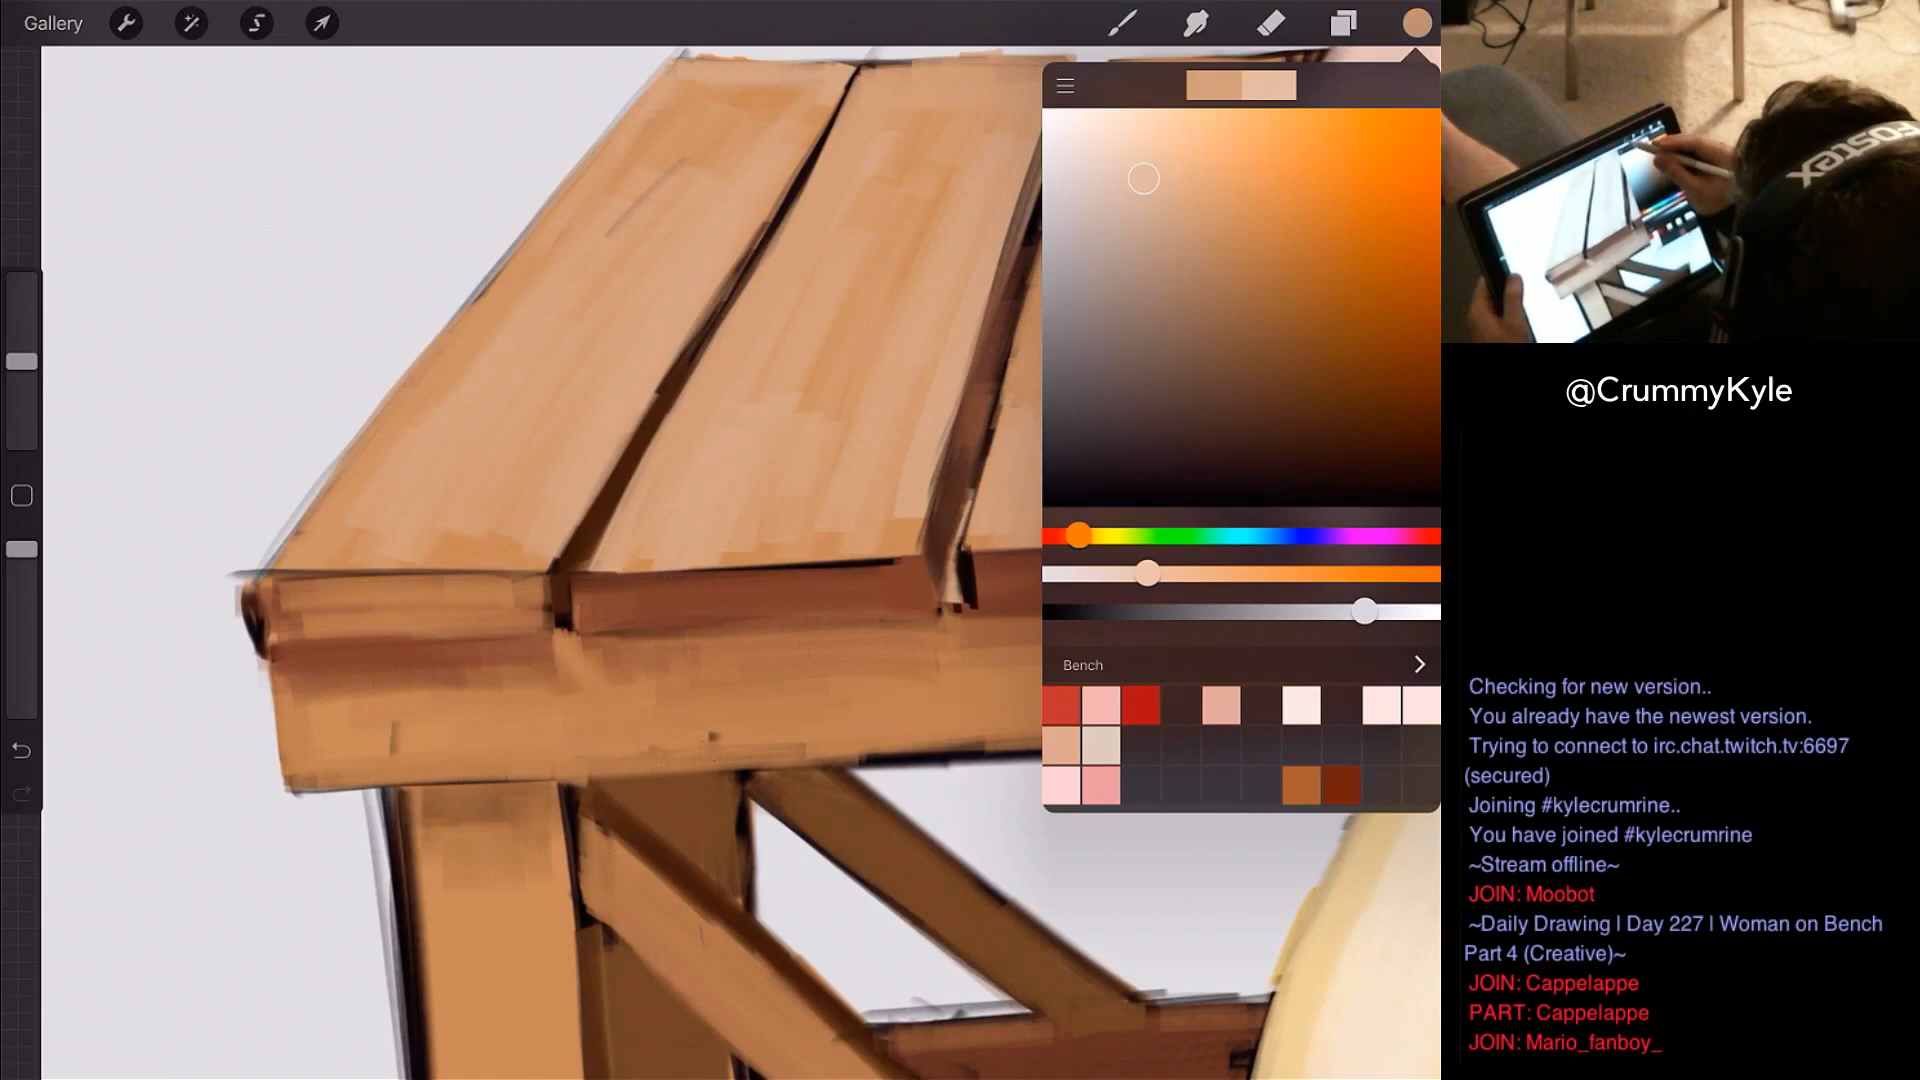 Gallery
Bench
FOSTEX
@CrummyKyle
Checking for new version..
You already have the newest version.
Trying to connect to irc.chat.twitch.tv:6697
(secured)
Joining #kylecrumrine..
You have joined #kylecrumrine
~Stream offline~
JOIN: Moobot
~Daily Drawing | Day 227 | Woman on Bench
Part 4 (Creative)~
JOIN: Cappelappe
PART: Cappelappe
JOIN: Mario_fanboy_